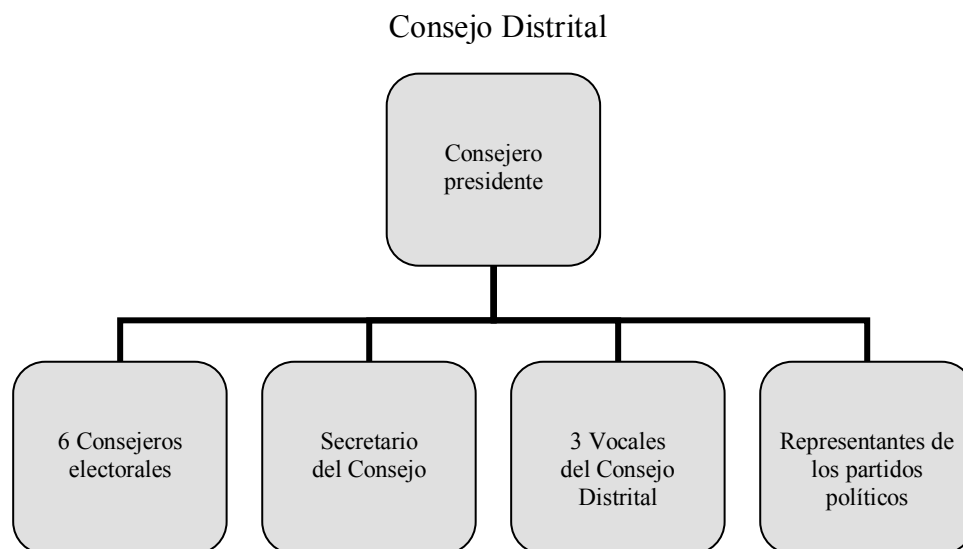 Consejo Distrital
Consejero
presidente
6 Consejeros
electorales
Secretario
del Consejo
3 Vocales
del Consejo
Distrital
Representantes de
los partidos
políticos